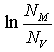 ln N_M / N_V